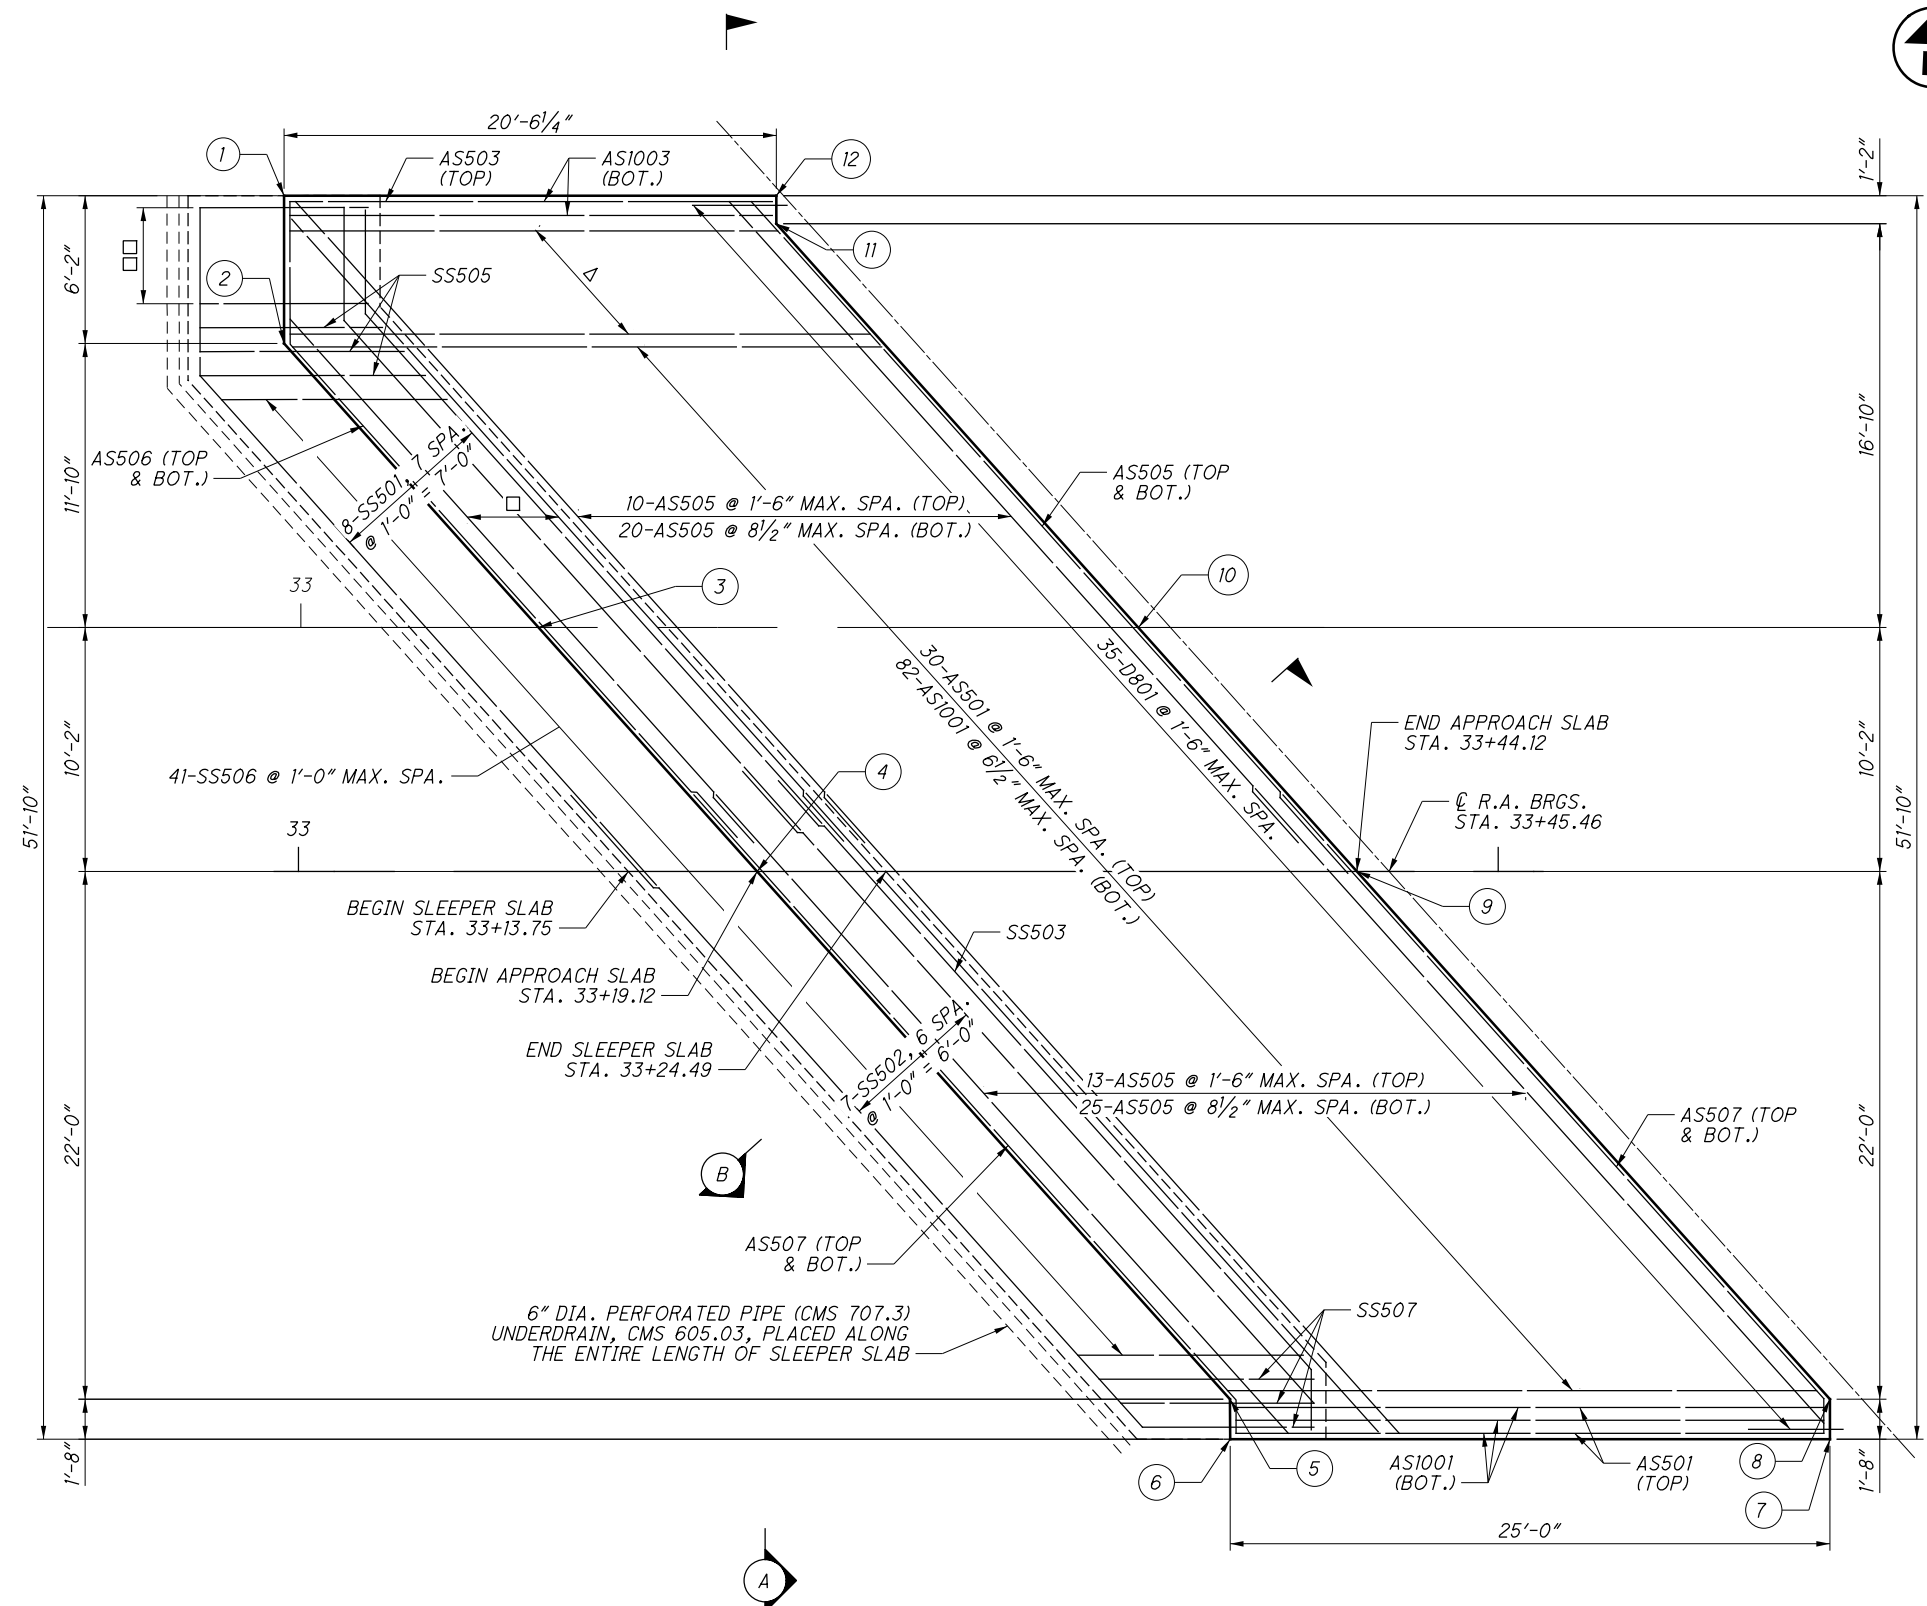 20'-6¼"
1
AS503
(TOP)
AS1003
(BOT.)
12
1'-2"
11
6'-2"
2
SS505
16'-10"
AS506 (TOP
& BOT.)
11'-10"
8-SS501, 7 SPA.
@ 1'-0" = 7'-0"
10-AS505 @ 1'-6" MAX. SPA. (TOP)
20-AS505 @ 8½" MAX. SPA. (BOT.)
AS505 (TOP
& BOT.)
33
3
10
30-AS501 @ 1'-6" MAX. SPA. (TOP)
82-AS1001 @ 6½" MAX. SPA. (BOT.)
35-D801 @ 1'-6" MAX. SPA.
10'-2"
41-SS506 @ 1'-0" MAX. SPA.
4
END APPROACH SLAB
STA. 33+44.12
10'-2"
℄ R.A. BRGS.
STA. 33+45.46
51'-10"
33
51'-10"
BEGIN SLEEPER SLAB
STA. 33+13.75
9
SS503
BEGIN APPROACH SLAB
STA. 33+19.12
END SLEEPER SLAB
STA. 33+24.49
7-SS502, 6 SPA.
@ 1'-0" = 6'-0"
13-AS505 @ 1'-6" MAX. SPA. (TOP)
25-AS505 @ 8½" MAX. SPA. (BOT.)
22'-0"
AS507 (TOP
& BOT.)
22'-0"
B
AS507 (TOP
& BOT.)
6" DIA. PERFORATED PIPE (CMS 707.3)
UNDERDRAIN, CMS 605.03, PLACED ALONG
THE ENTIRE LENGTH OF SLEEPER SLAB
SS507
1'-8"
6
5
AS1001
(BOT.)
AS501
(TOP)
8
7
1'-8"
25'-0"
A